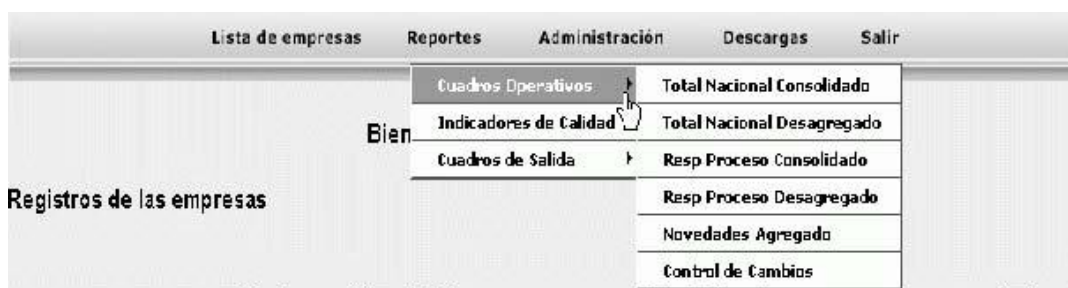 Lista de empresas Reportes Administración Descargas Salir
Cuadros Operativos Total Nacional Consolidado
Bien Indicadores de Calidad Total Nacional Desagregado
Cuadros de Salida Resp Proceso Consolidado
Registros de las empresas Resp Proceso Desagregado
Novedades Agregado
Control de Cambios